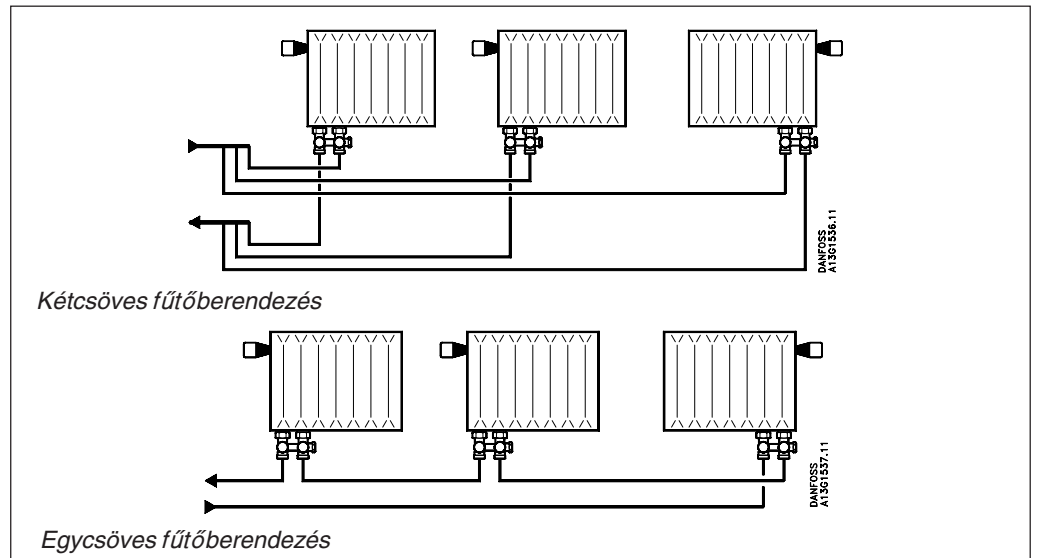 DANFOSS
A13G1536.11
Kétcsöves fűtőberendezés
DANFOSS
A13G1537.11
Egycsöves fűtőberendezés